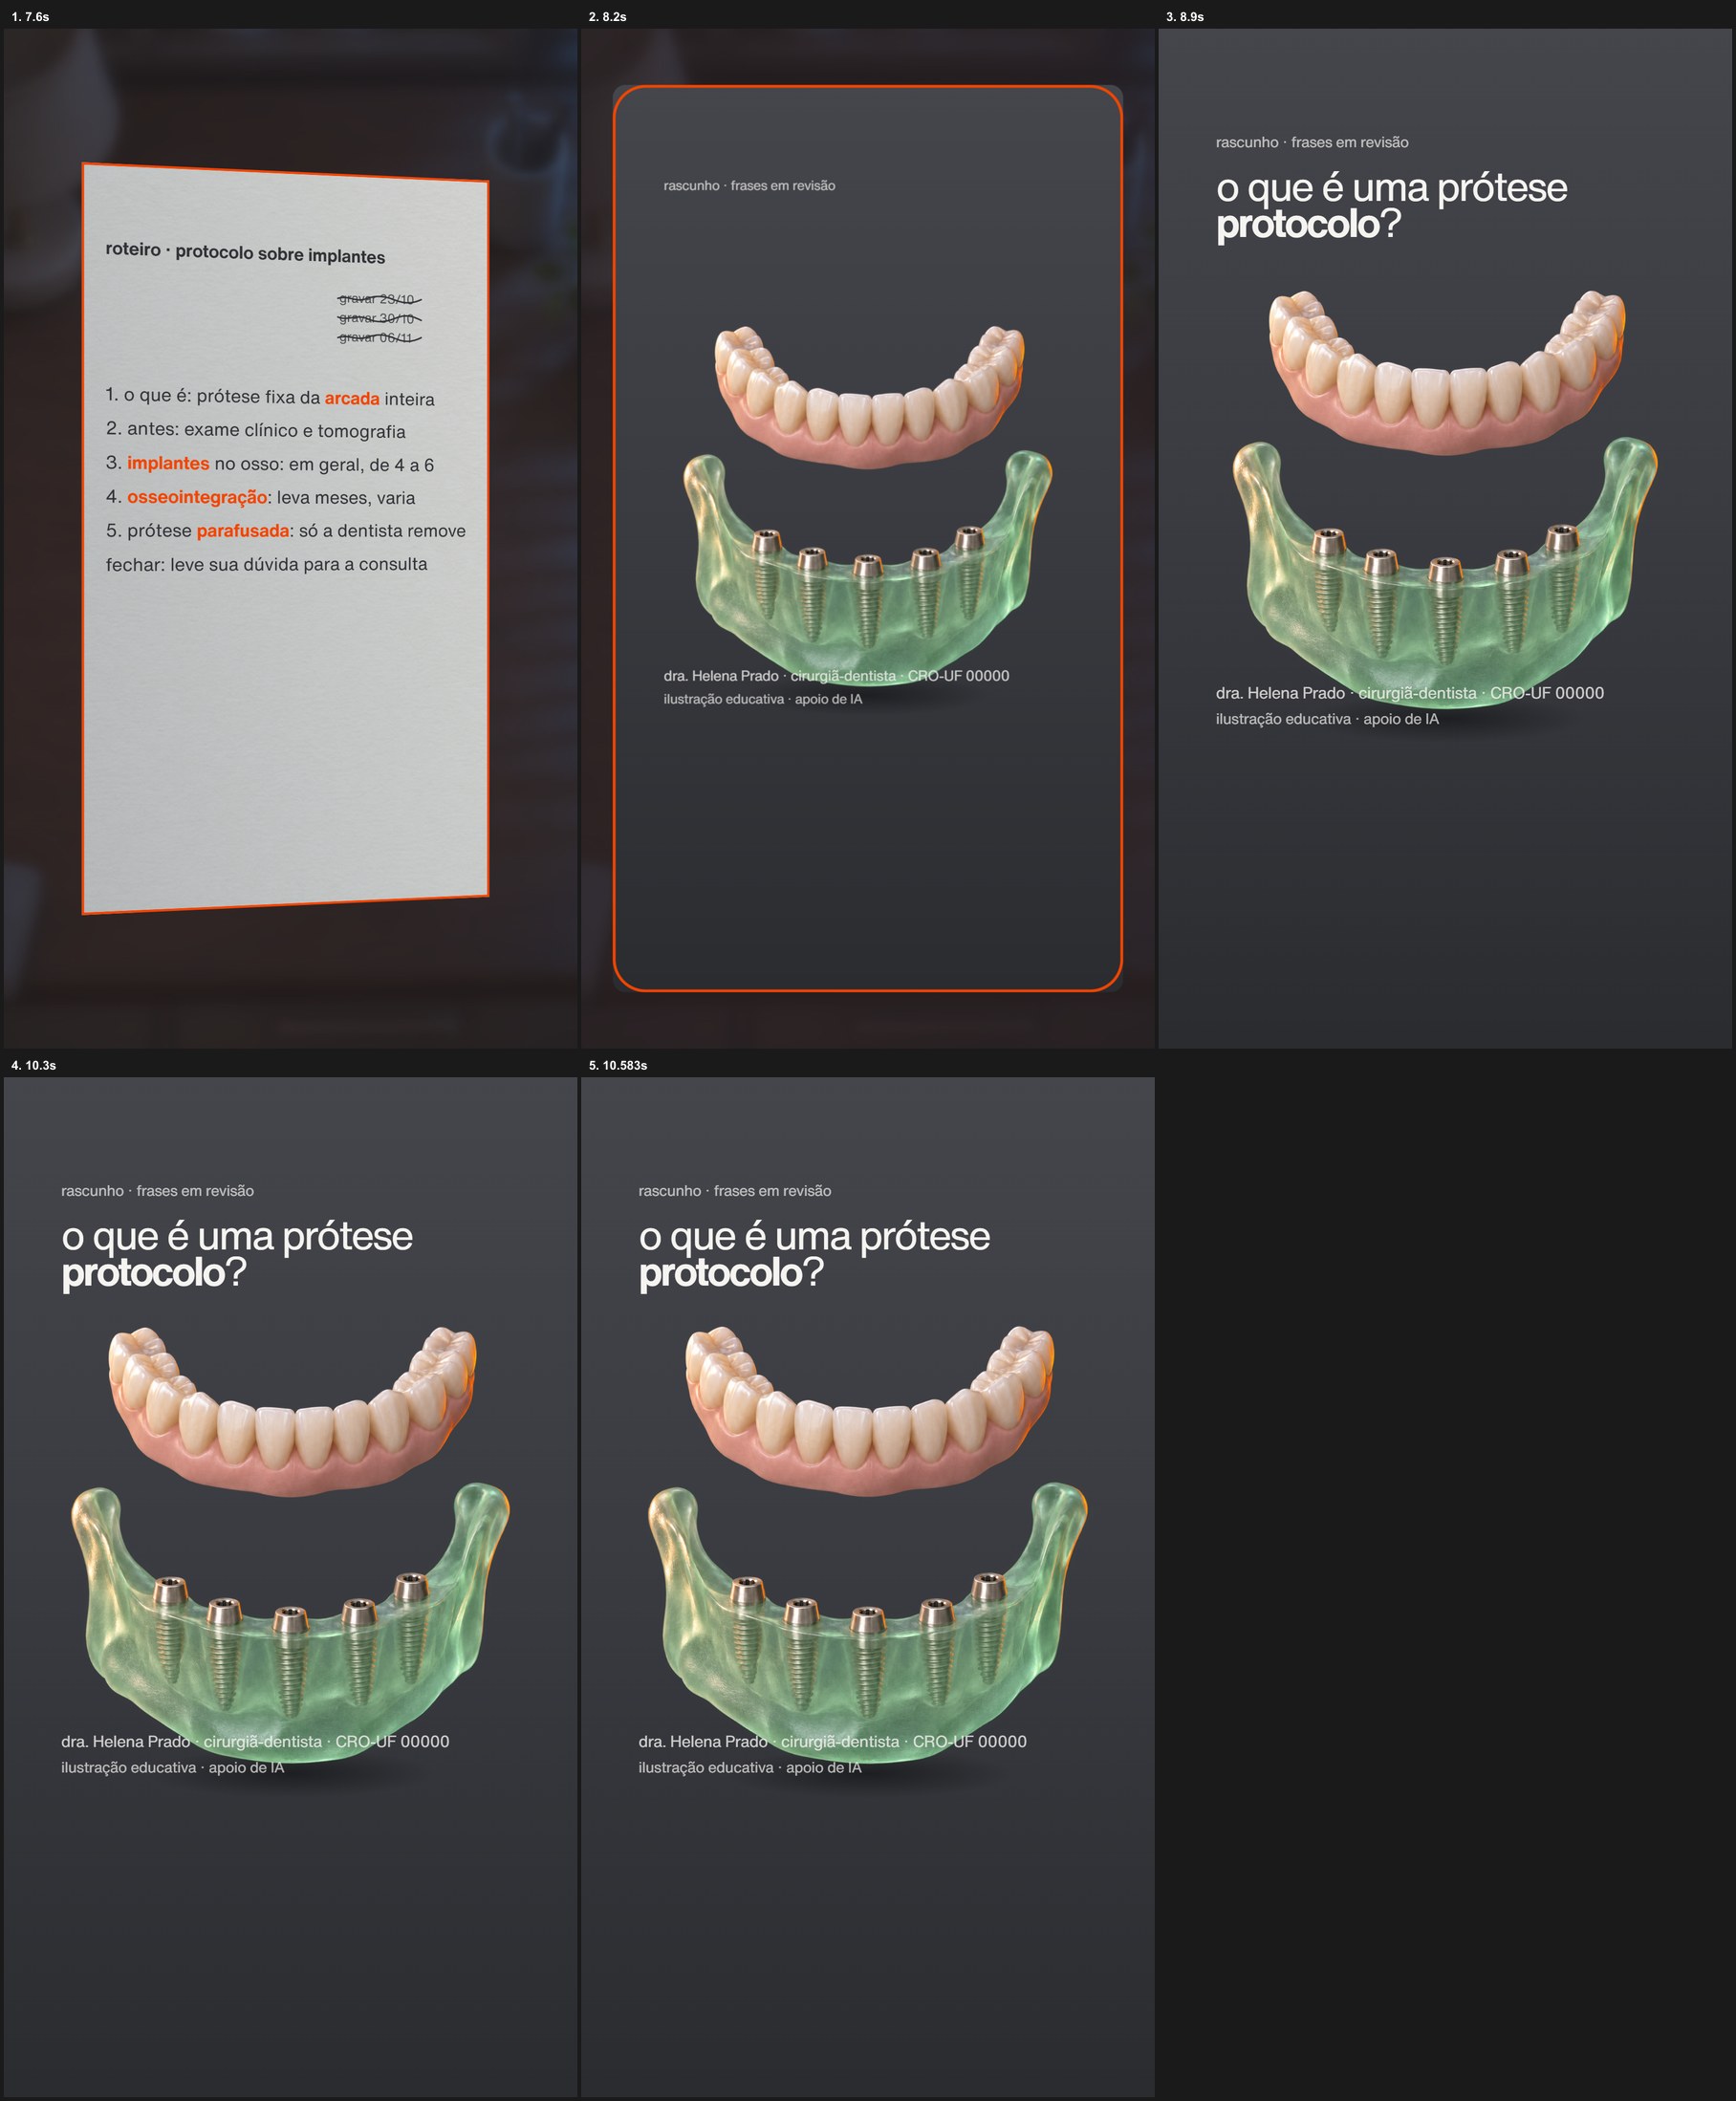 1. 7.6s
roteiro · protocolo sobre implantes
gravar 23/10
gravar 30/10
gravar 06/11
1. o que é: prótese fixa da arcada inteira
2. antes: exame clínico e tomografia
3. implantes no osso: em geral, de 4 a 6
4. osseointegração: leva meses, varia
5. prótese parafusada: só a dentista remove
fechar: leve sua dúvida para a consulta
2. 8.2s
rascunho · frases em revisão
dra. Helena Prado · cirurgiã-dentista · CRO-UF 00000
ilustração educativa · apoio de IA
3. 8.9s
rascunho · frases em revisão
o que é uma prótese
protocolo?
dra. Helena Prado · cirurgiã-dentista · CRO-UF 00000
ilustração educativa · apoio de IA
4. 10.3s
rascunho · frases em revisão
o que é uma prótese
protocolo?
dra. Helena Prado · cirurgiã-dentista · CRO-UF 00000
ilustração educativa · apoio de IA
5. 10.583s
rascunho · frases em revisão
o que é uma prótese
protocolo?
dra. Helena Prado · cirurgiã-dentista · CRO-UF 00000
ilustração educativa · apoio de IA